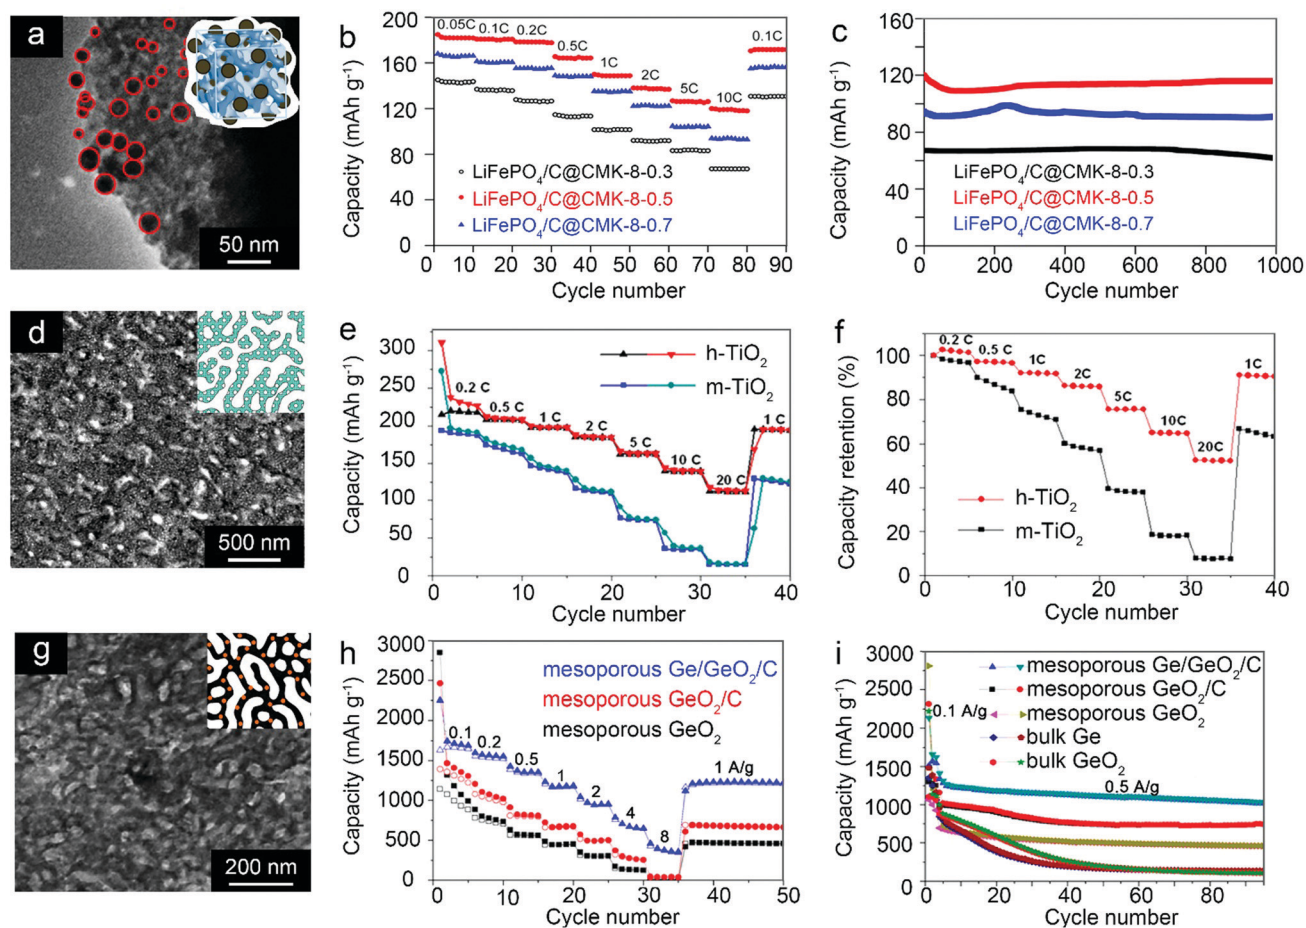 a
50 nm
b
Capacity (mAh g⁻¹)
200
160
120
80
40
0
0.05C 0.1C 0.2C
0.5C
1C
2C
5C
10C
0.1C
LiFePO₄/C@CMK-8-0.3
LiFePO₄/C@CMK-8-0.5
LiFePO₄/C@CMK-8-0.7
0 10 20 30 40 50 60 70 80 90
Cycle number
c
Capacity (mAh g⁻¹)
160
120
80
40
0
LiFePO₄/C@CMK-8-0.3
LiFePO₄/C@CMK-8-0.5
LiFePO₄/C@CMK-8-0.7
0 200 400 600 800 1000
Cycle number
d
500 nm
e
Capacity (mAh g⁻¹)
300
250
200
150
100
50
0
h-TiO₂
m-TiO₂
0.2 C
0.5 C
1 C
2 C
5 C
10 C
20 C
1 C
0 10 20 30 40
Cycle number
f
Capacity retention (%)
100
80
60
40
20
0
0.2 C
0.5 C
1C
2C
5C
10C
20C
1C
h-TiO₂
m-TiO₂
0 10 20 30 40
Cycle number
g
200 nm
h
Capacity (mAh g⁻¹)
3000
2500
2000
1500
1000
500
0
mesoporous Ge/GeO₂/C
mesoporous GeO₂/C
mesoporous GeO₂
0.1
0.2
0.5
1
2
4
8
1 A/g
0 10 20 30 40 50
Cycle number
i
Capacity (mAh g⁻¹)
3000
2500
2000
1500
1000
500
0
mesoporous Ge/GeO₂/C
mesoporous GeO₂/C
mesoporous GeO₂
bulk Ge
bulk GeO₂
0.1 A/g
0.5 A/g
0 20 40 60 80
Cycle number